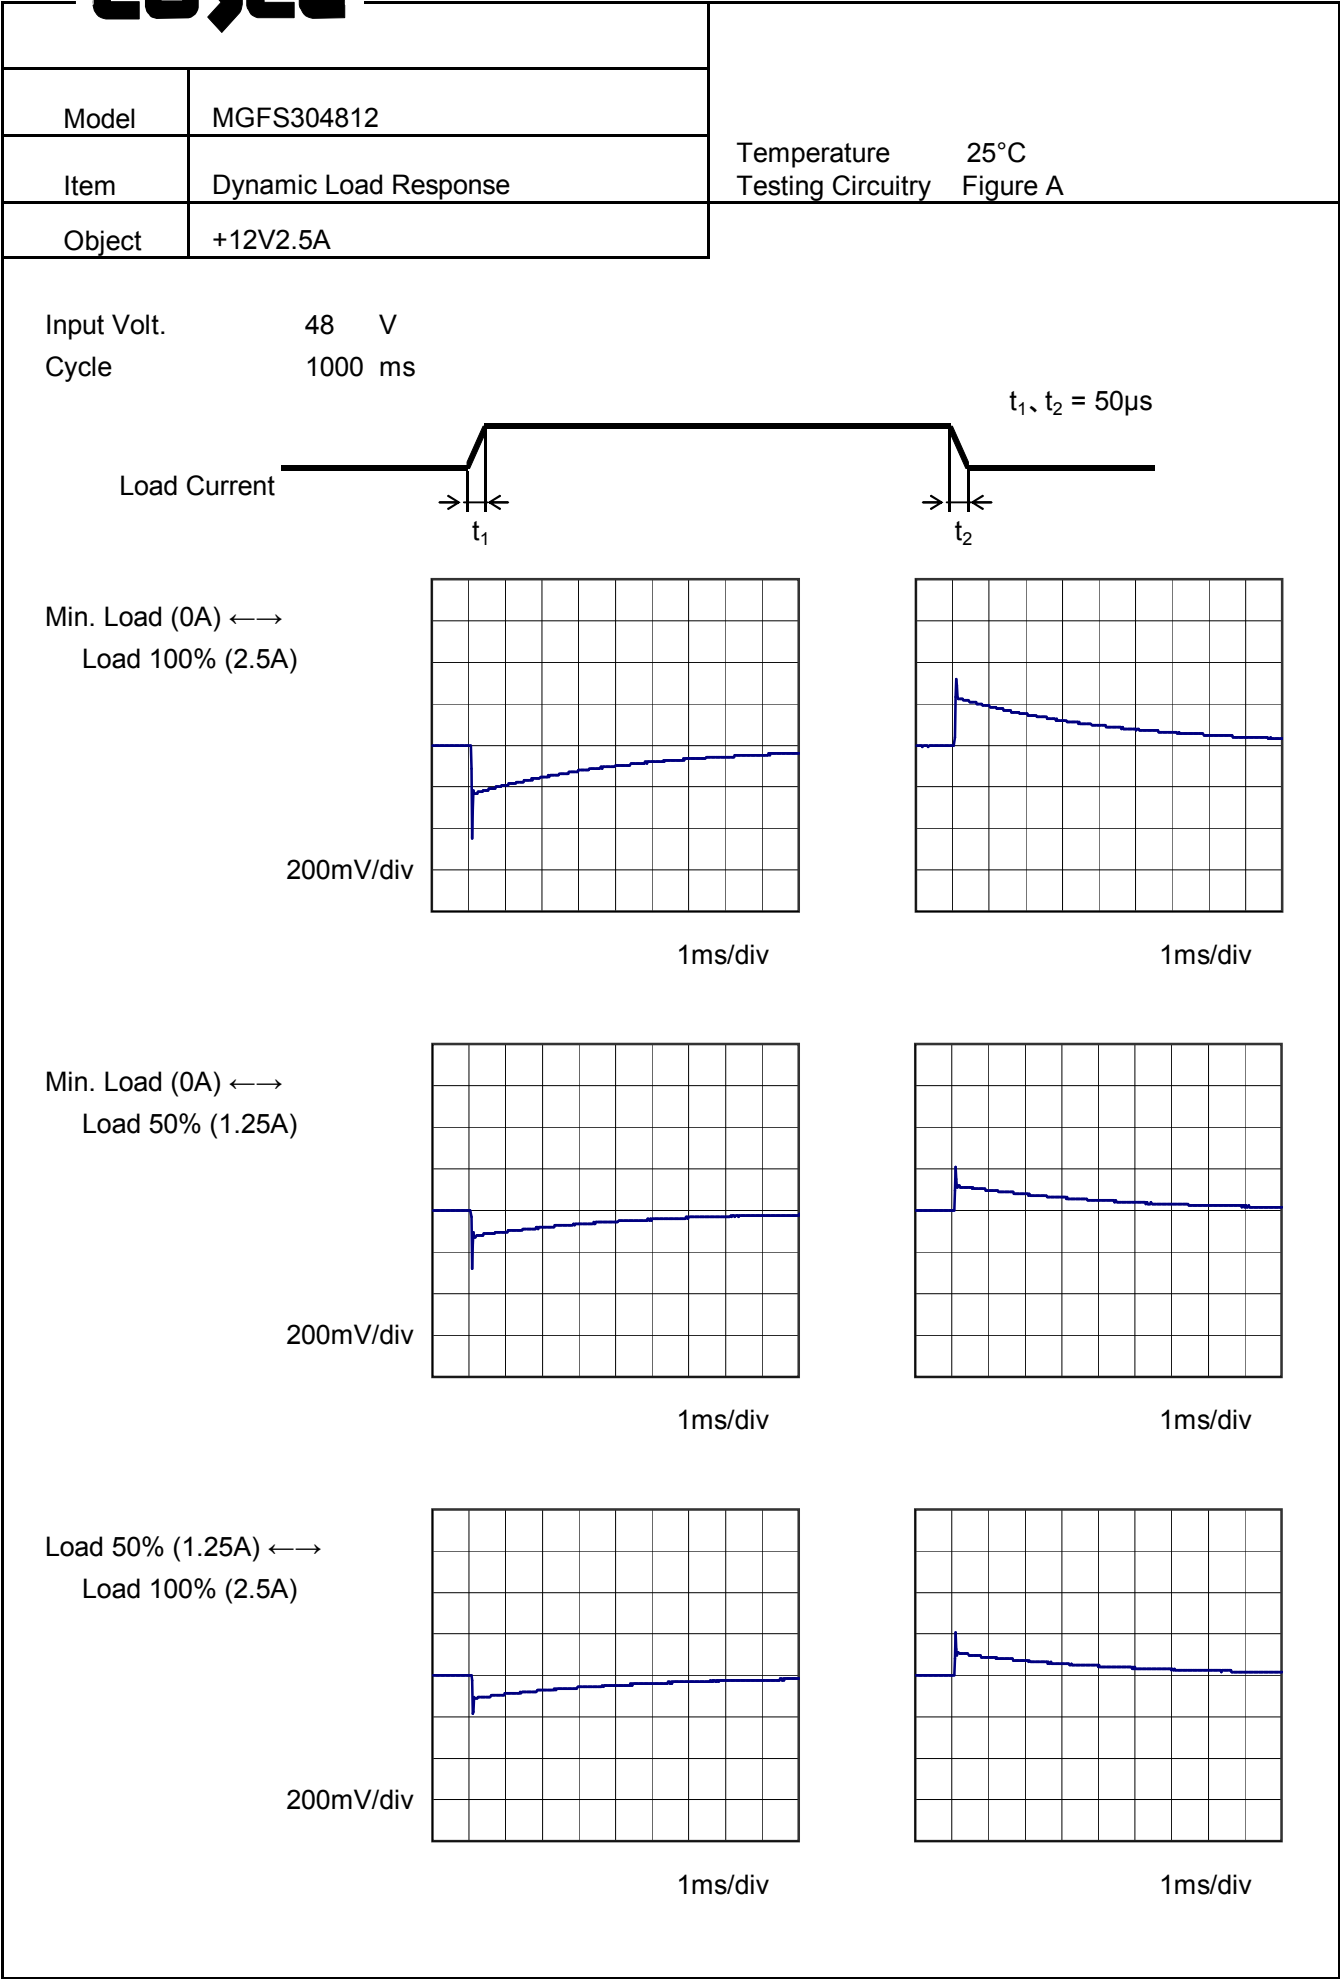 Model MGFS304812
Item Dynamic Load Response
Object +12V2.5A
Temperature 25°C
Testing Circuitry Figure A
Input Volt. 48 V
Cycle 1000 ms
t₁、t₂ = 50µs
Load Current
t₁ t₂
Min. Load (0A) ←→
Load 100% (2.5A)
200mV/div
1ms/div 1ms/div
Min. Load (0A) ←→
Load 50% (1.25A)
200mV/div
1ms/div 1ms/div
Load 50% (1.25A) ←→
Load 100% (2.5A)
200mV/div
1ms/div 1ms/div